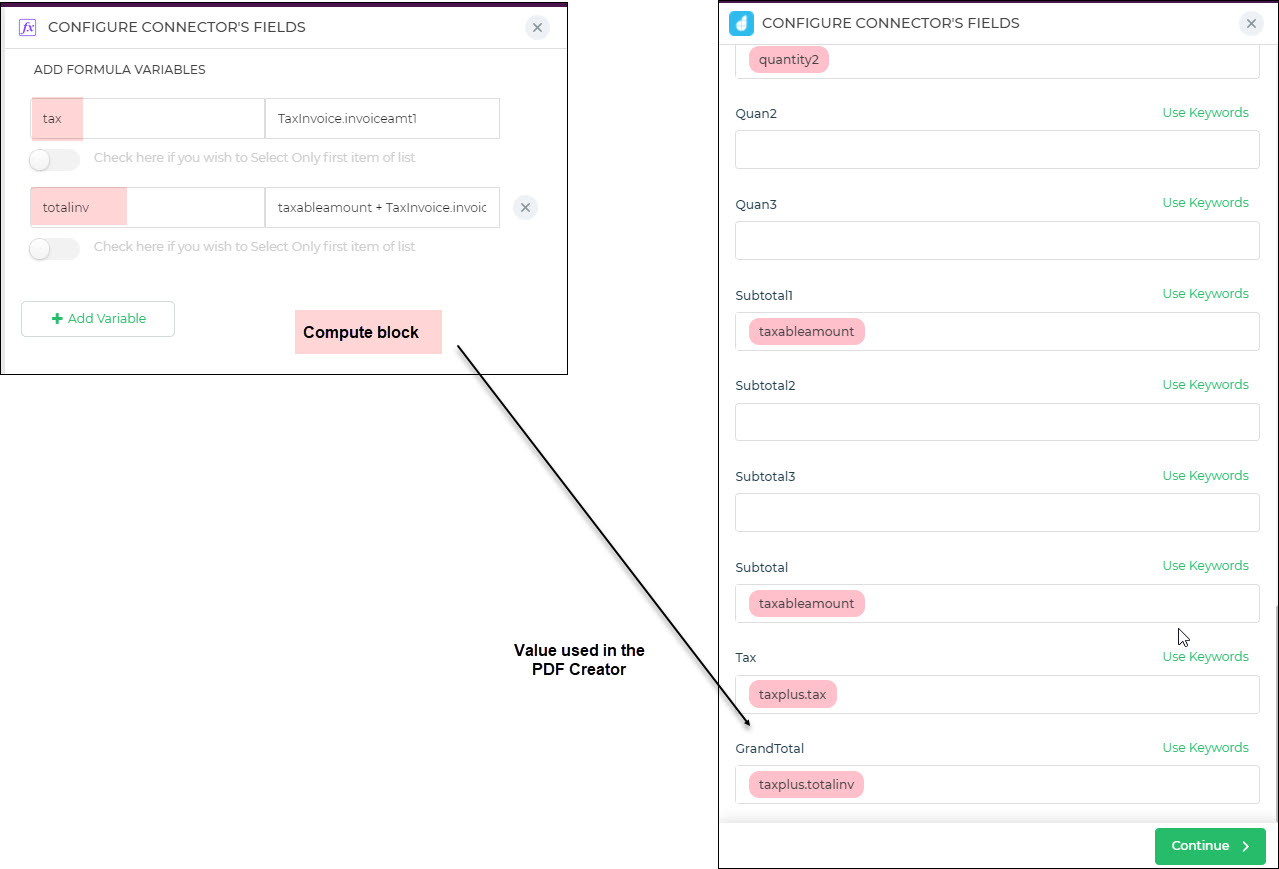 fx CONFIGURE CONNECTOR'S FIELDS
ADD FORMULA VARIABLES
tax
TaxInvoice.invoiceamt1
Check here if you wish to Select Only first item of list
totalinv
taxableamount + TaxInvoice.invoic
Check here if you wish to Select Only first item of list
+ Add Variable
Compute block
Value used in the
PDF Creator
CONFIGURE CONNECTOR'S FIELDS
quantity2
Quan2
Use Keywords
Quan3
Use Keywords
Subtotal1
Use Keywords
taxableamount
Subtotal2
Use Keywords
Subtotal3
Use Keywords
Subtotal
Use Keywords
taxableamount
Tax
Use Keywords
taxplus.tax
GrandTotal
Use Keywords
taxplus.totalinv
Continue